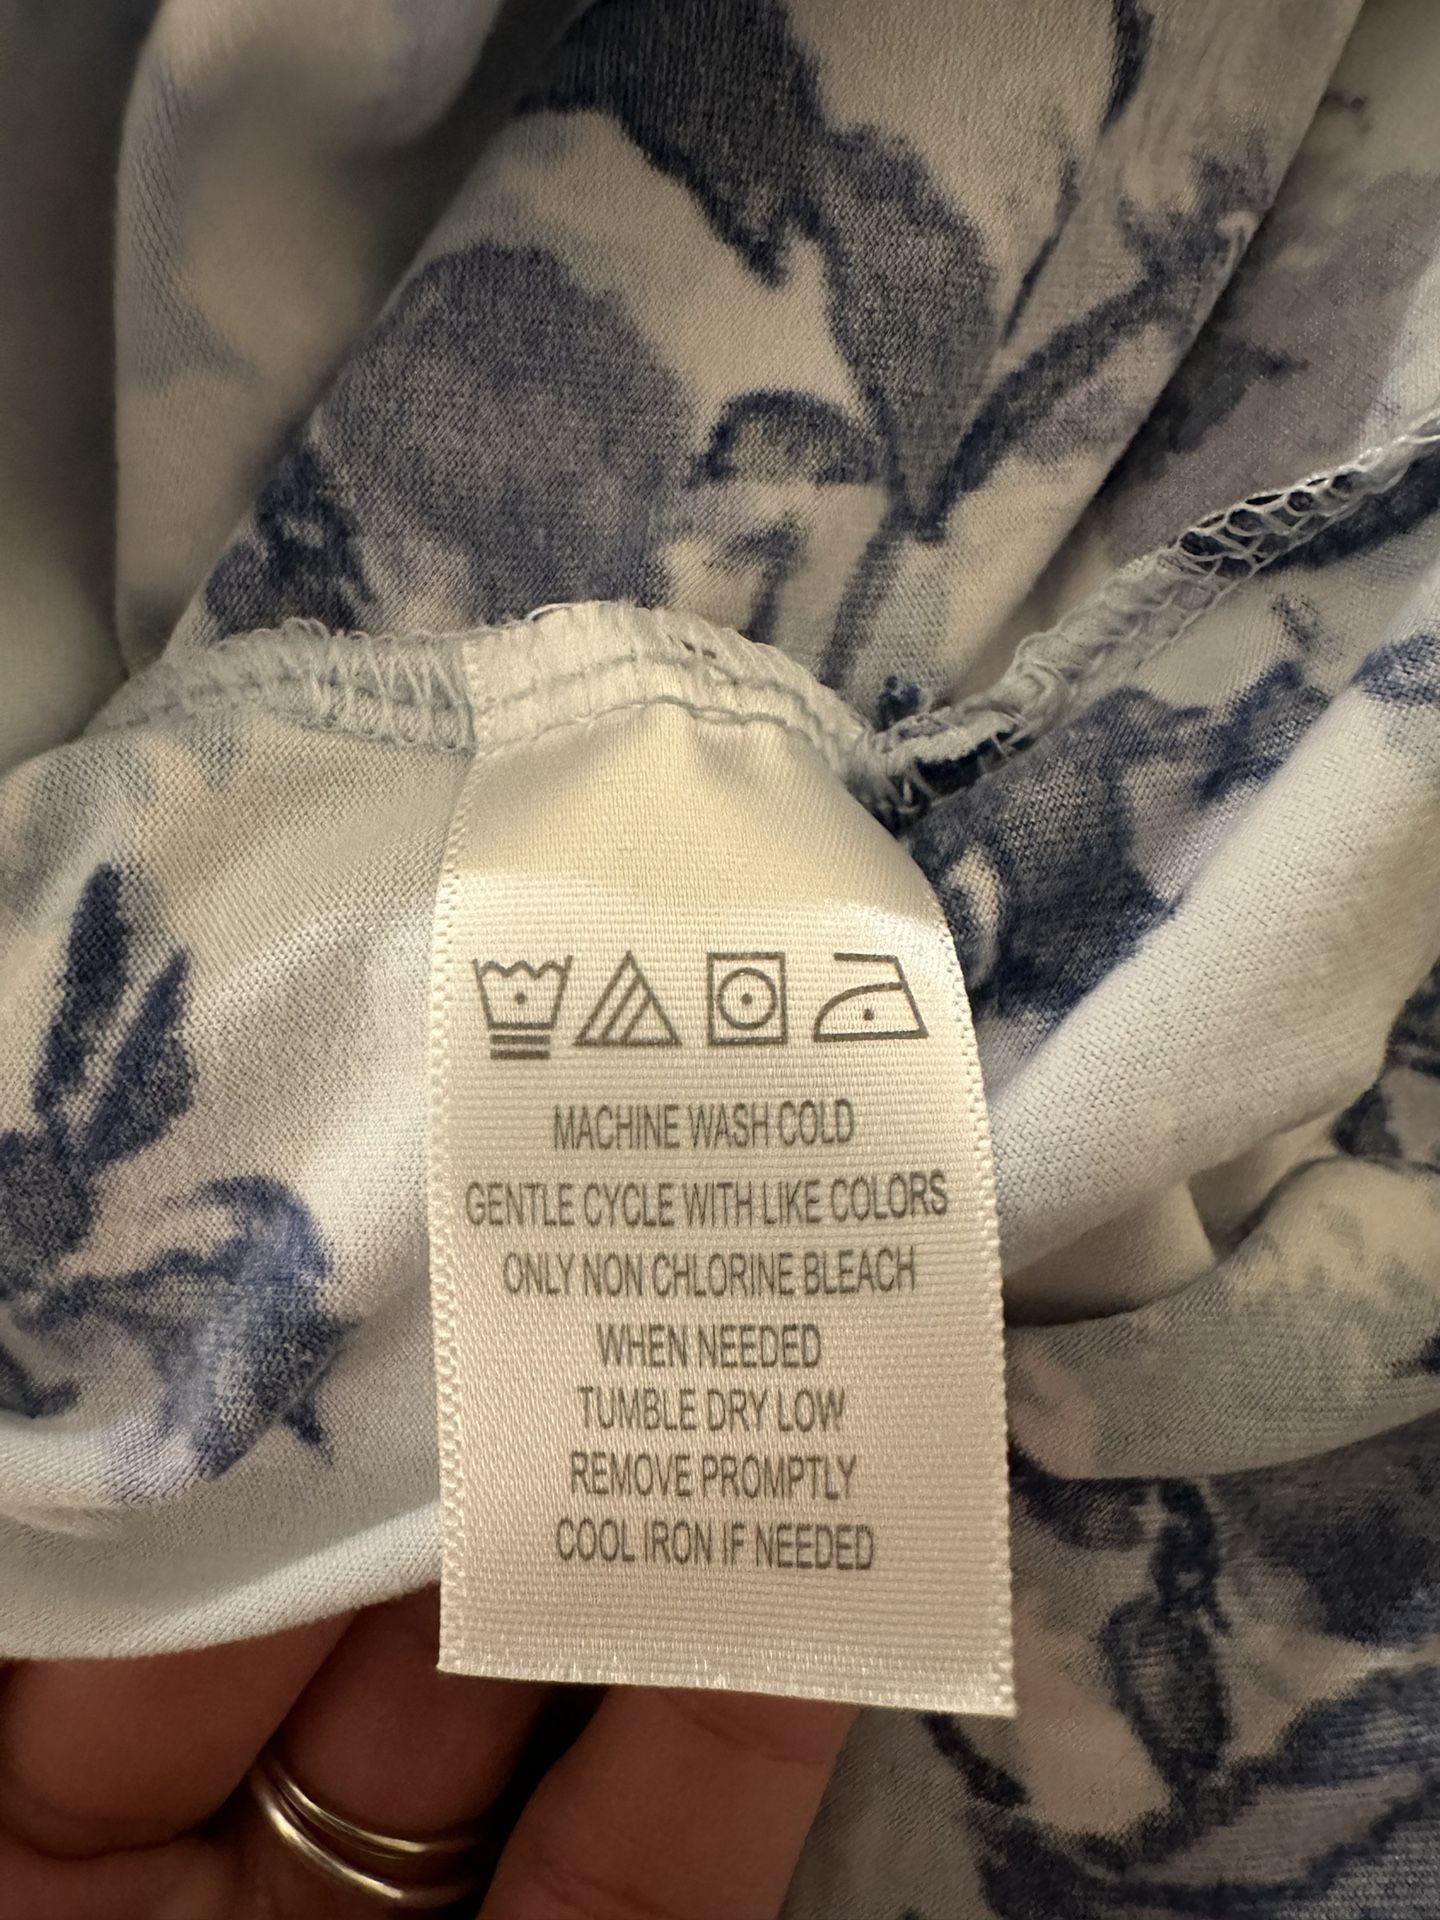 MACHINE WASH COLD
GENTLE CYCLE WITH LIKE COLORS
ONLY NON CHLORINE BLEACH
WHEN NEEDED
TUMBLE DRY LOW
REMOVE PROMPTLY
COOL IRON IF NEEDED